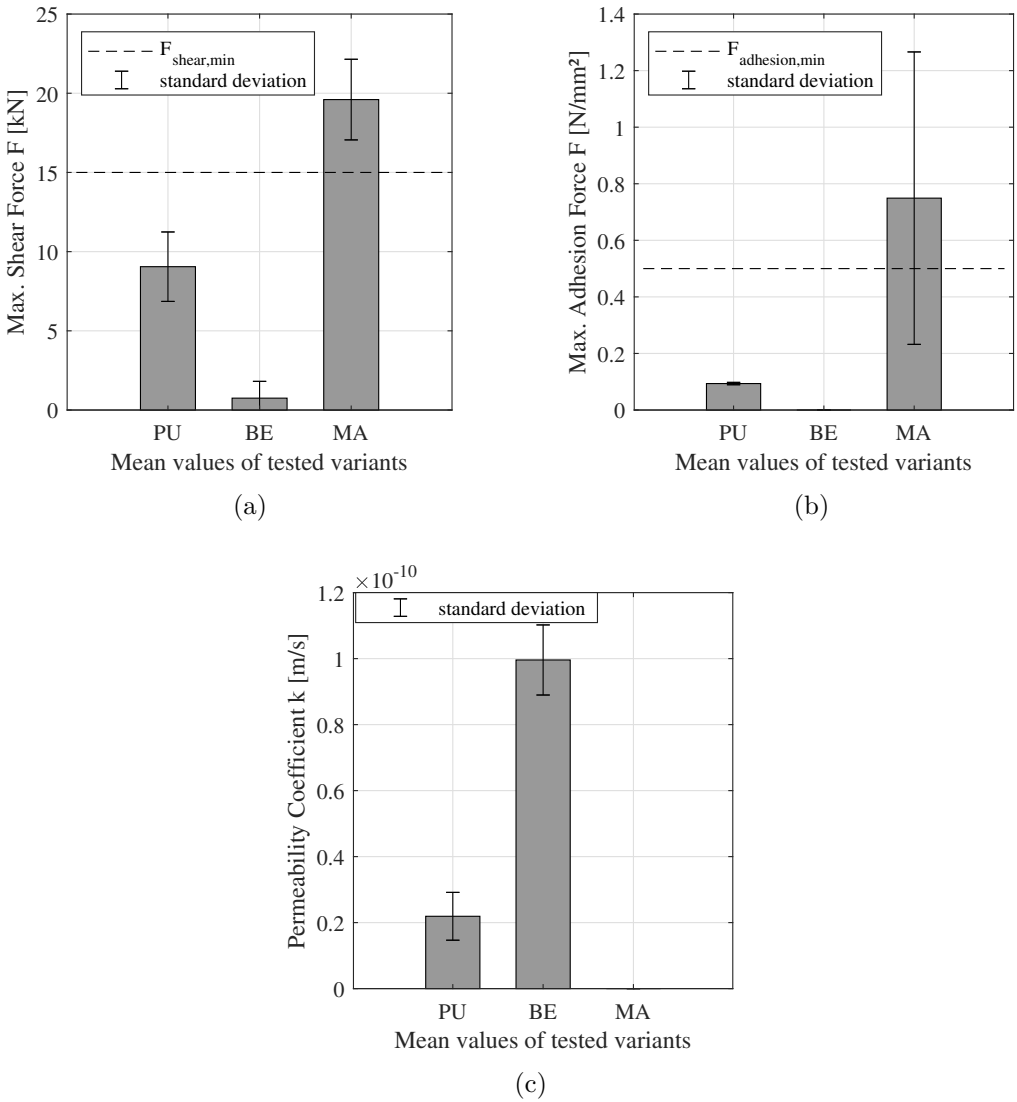 Max. Shear Force F [kN]
25
20
15
10
5
0
F_shear,min
standard deviation
PU BE MA
Mean values of tested variants
(a)
Max. Adhesion Force F [N/mm²]
1.4
1.2
1
0.8
0.6
0.4
0.2
0
F_adhesion,min
standard deviation
PU BE MA
Mean values of tested variants
(b)
Permeability Coefficient k [m/s]
×10^-10
1.2
1
0.8
0.6
0.4
0.2
0
standard deviation
PU BE MA
Mean values of tested variants
(c)